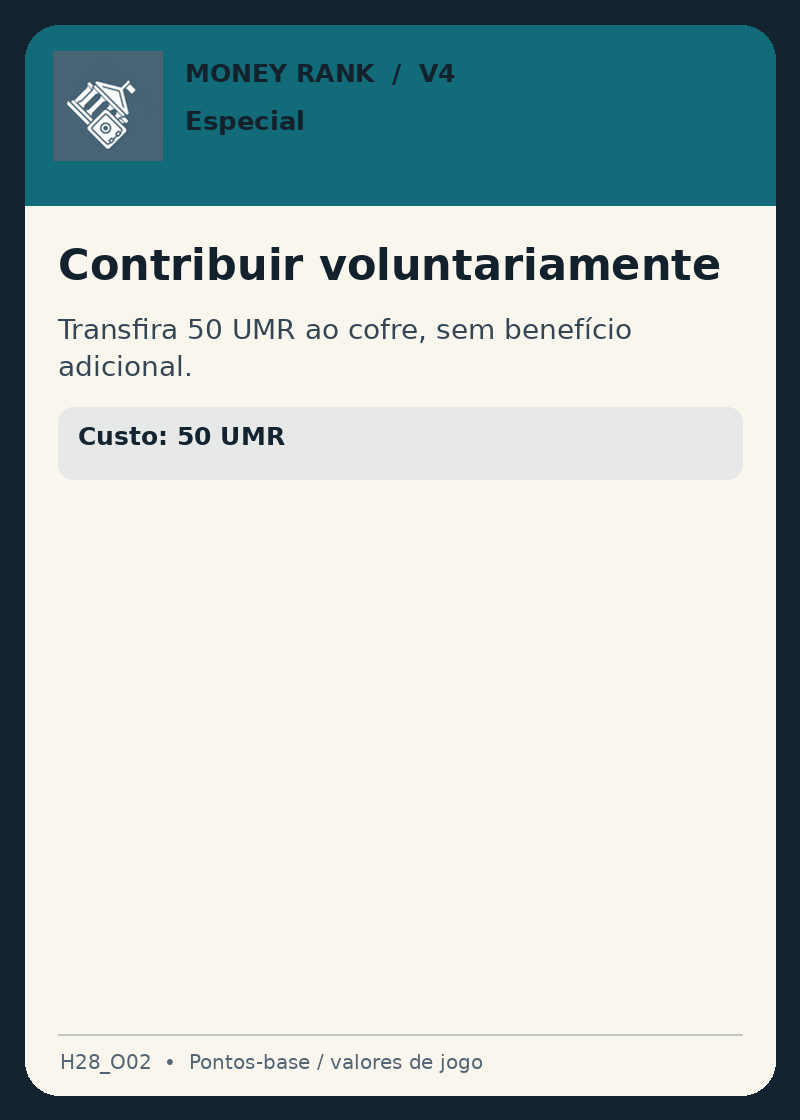 MONEY RANK / V4
Especial
Contribuir voluntariamente
Transfira 50 UMR ao cofre, sem benefício
adicional.
Custo: 50 UMR
H28_O02 • Pontos-base / valores de jogo